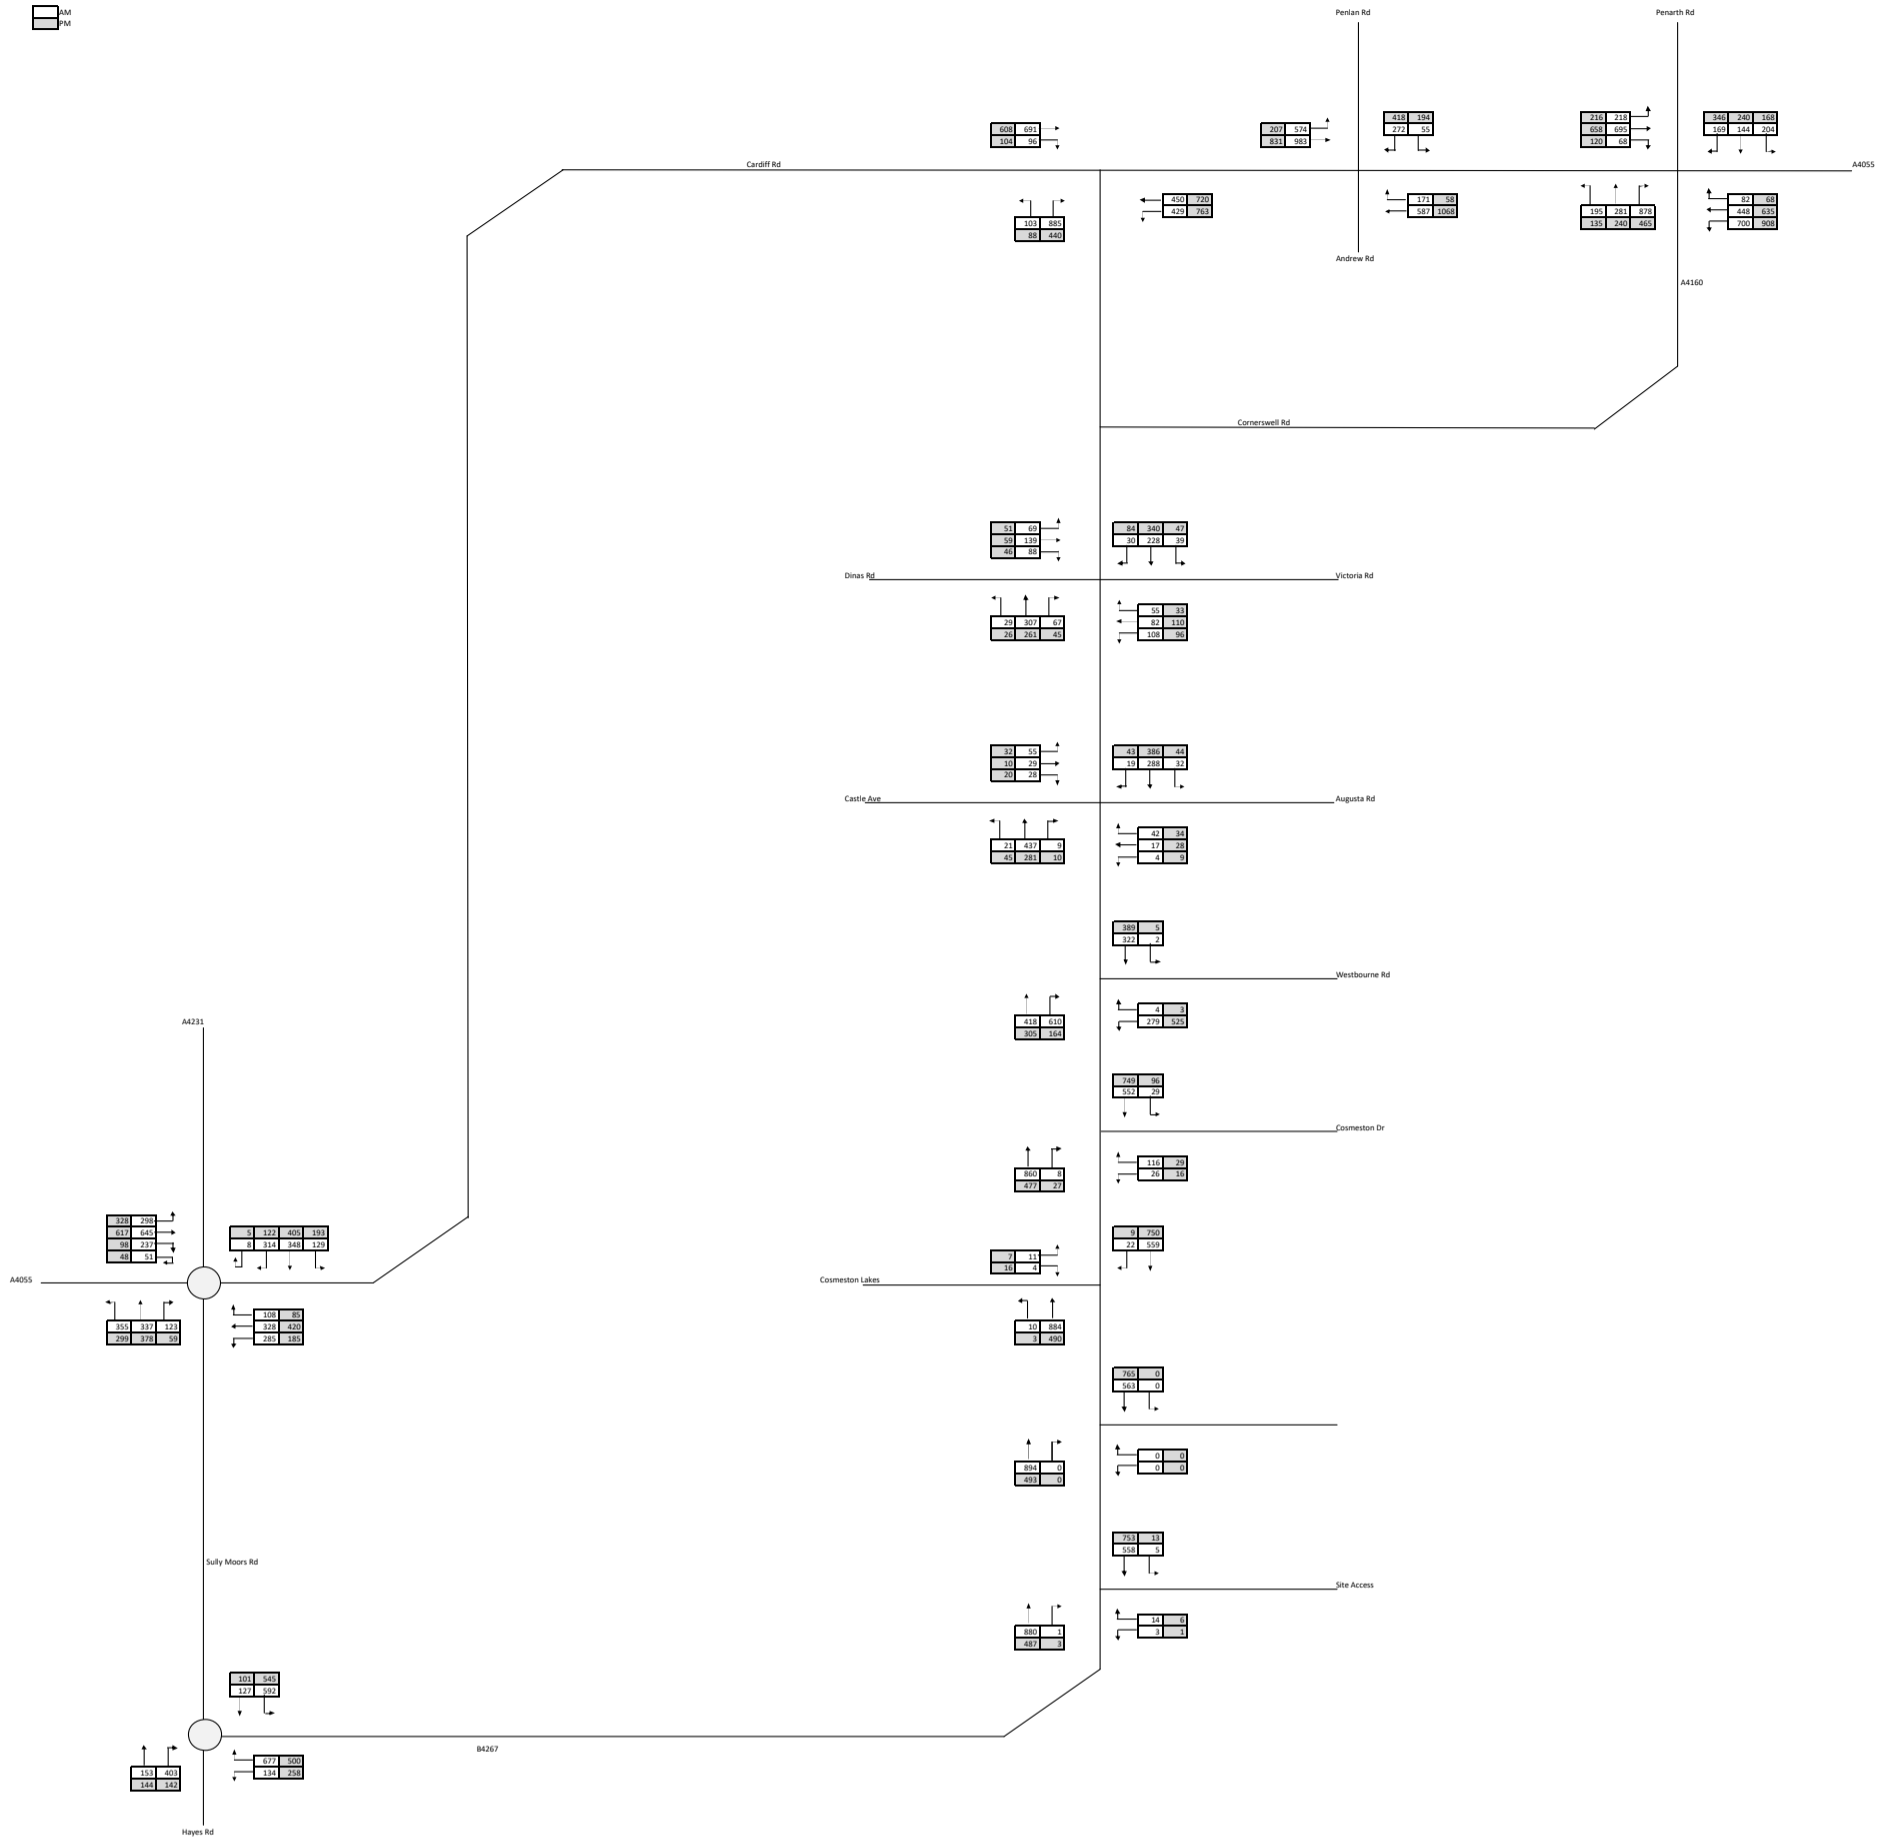 AM
PM
Penlan Rd
Penarth Rd
418 194
272 55
346 240 168
169 144 204
216 218
658 695
120 68
608 691
104 96
207 574
831 983
Cardiff Rd
A4055
103 885
88 440
450 720
429 763
171 58
587 1068
195 281 878
135 240 465
82 68
448 635
700 908
Andrew Rd
A4160
Cornerswell Rd
51 69
59 139
46 88
84 340 47
30 228 39
Dinas Rd
Victoria Rd
29 307 67
26 261 45
55 33
82 110
108 96
32 55
10 29
20 28
43 386 44
19 288 32
Castle Ave
Augusta Rd
21 437 9
45 281 10
42 34
17 28
4 9
389 5
322 2
Westbourne Rd
418 610
305 164
4 3
279 525
A4231
749 96
552 29
Cosmeston Dr
860 8
477 27
116 29
26 16
328 298
617 645
98 237
48 51
5 122 405 193
8 314 348 129
7 11
16 4
9 750
22 559
A4055
Cosmeston Lakes
355 337 123
299 378 59
108 85
328 420
285 185
10 884
3 490
765 0
563 0
894 0
493 0
0 0
0 0
753 13
558 5
Sully Moors Rd
Site Access
880 1
487 3
14 6
3 1
101 545
127 592
B4267
153 403
144 142
677 500
134 258
Hayes Rd